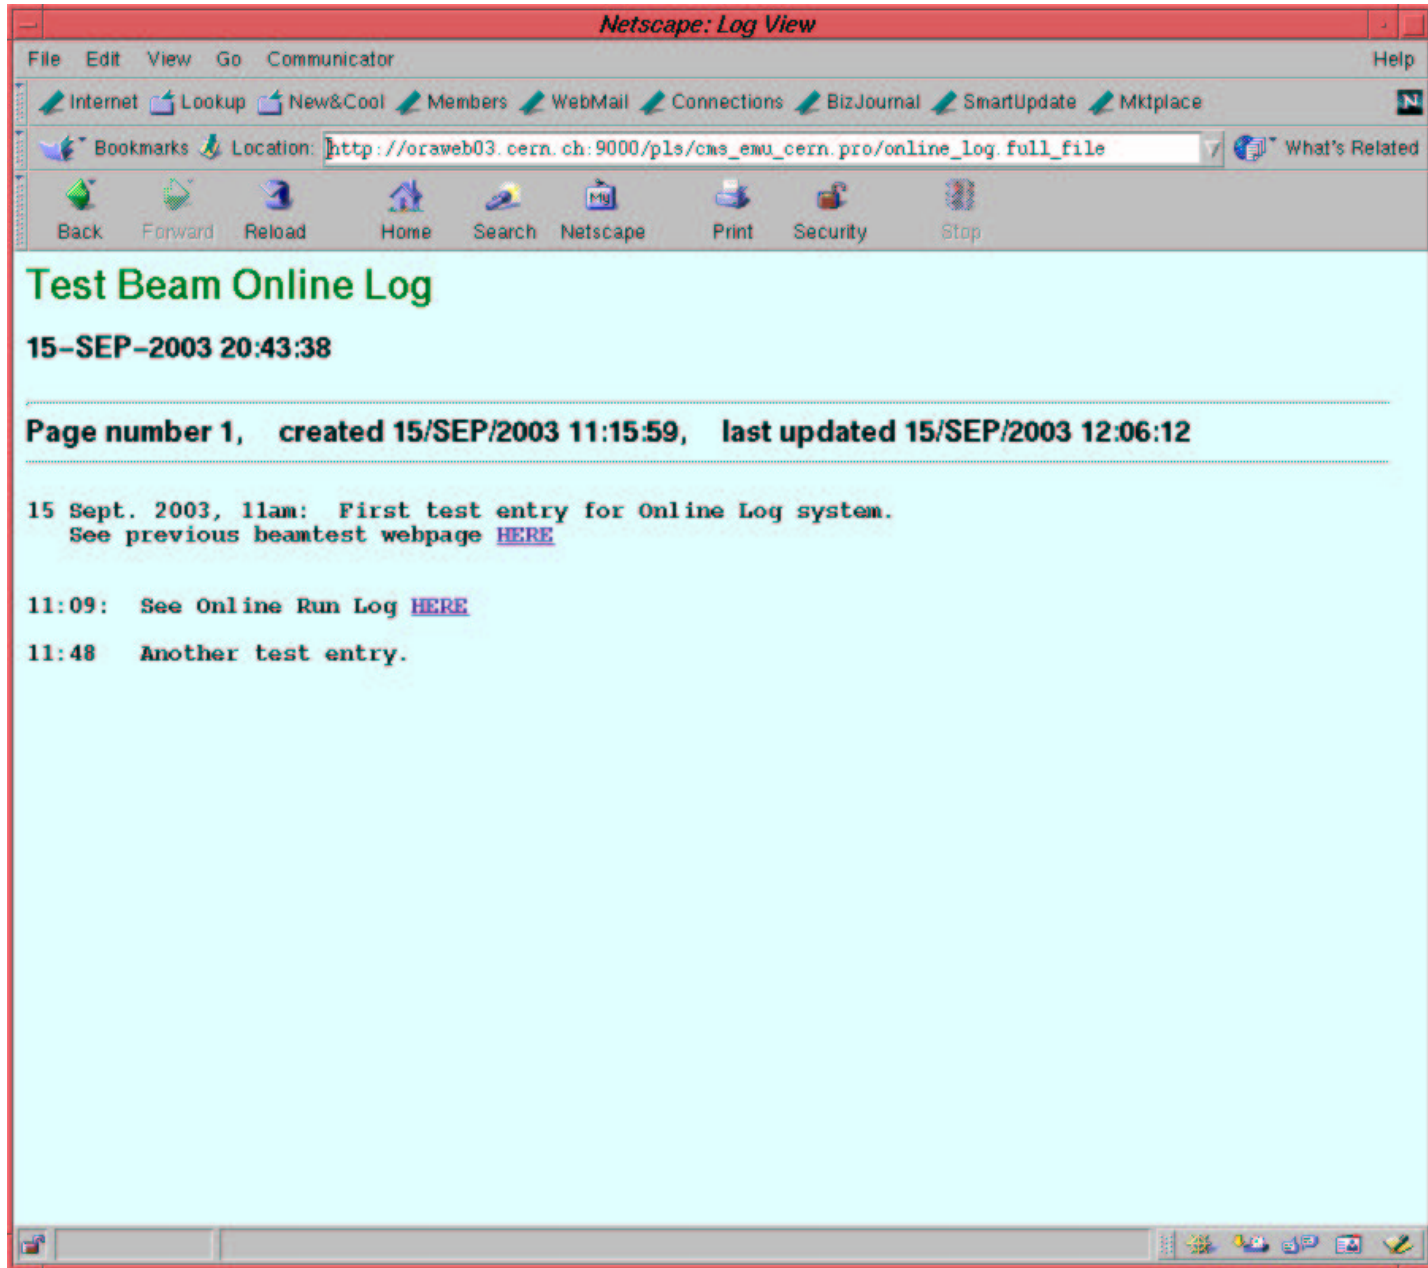 Netscape: Log View
File Edit View Go Communicator Help
Internet Lookup New&Cool Members WebMail Connections BizJournal SmartUpdate Mktplace N
Bookmarks Location: http://oraweb03.cern.ch:9000/pls/cms_emu_cern.pro/online_log.full_file What's Related
My
Back Forward Reload Home Search Netscape Print Security Stop
Test Beam Online Log
15-SEP-2003 20:43:38
Page number 1, created 15/SEP/2003 11:15:59, last updated 15/SEP/2003 12:06:12
15 Sept. 2003, 11am: First test entry for Online Log system.
See previous beamtest webpage HERE
11:09: See Online Run Log HERE
11:48 Another test entry.